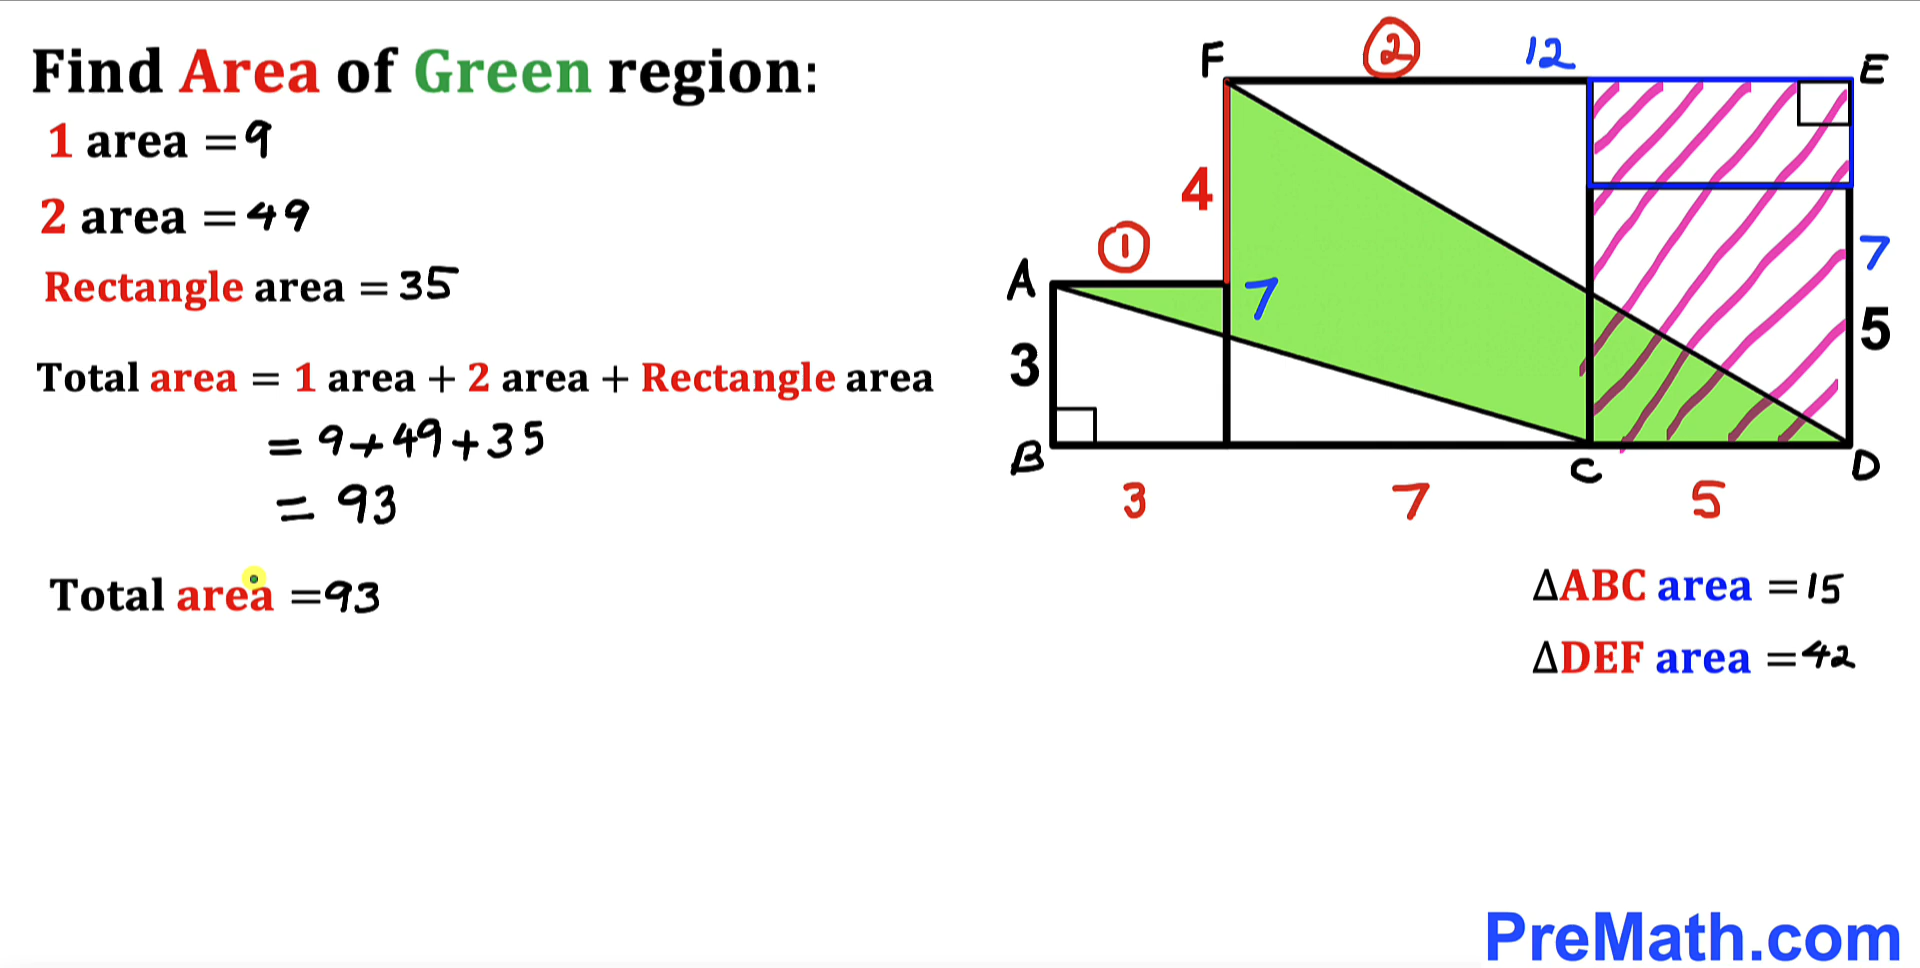 Find Area of Green region:
1 area = 9
2 area = 49
Rectangle area = 35
Total area = 1 area + 2 area + Rectangle area
= 9 + 49 + 35
= 93
Total area = 93
F
②
12
E
4
①
A
7
7
3
5
B
C
D
3
7
5
ΔABC area = 15
ΔDEF area = 42
PreMath.com